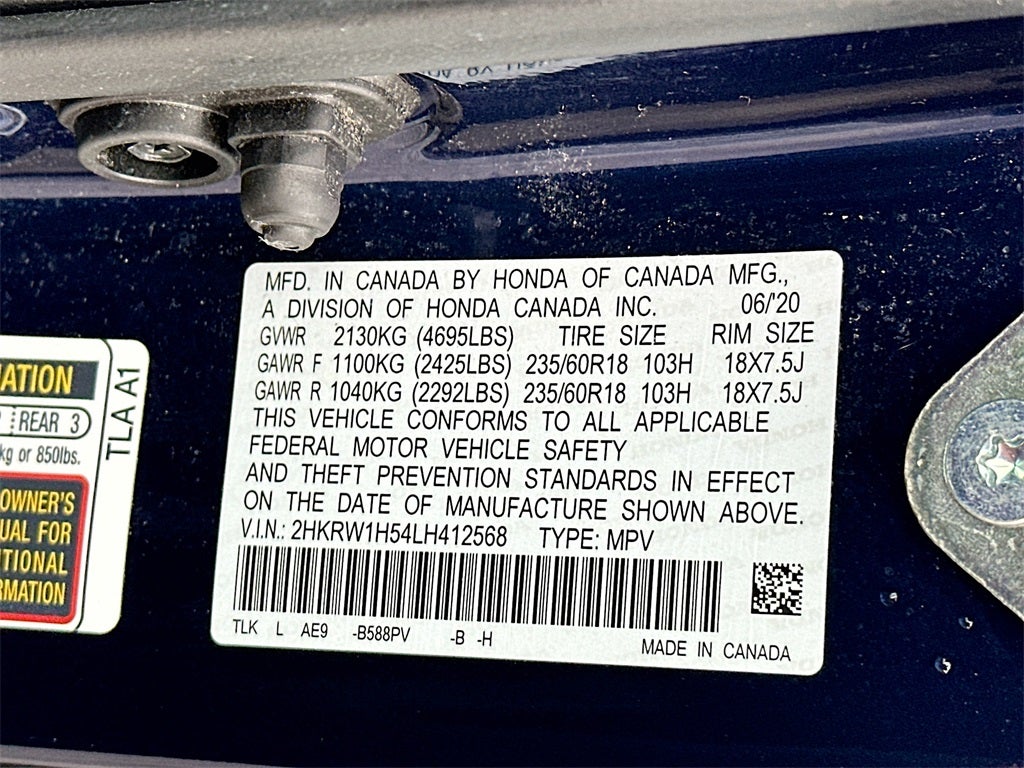 MFD. IN CANADA BY HONDA OF CANADA MFG.,
A DIVISION OF HONDA CANADA INC. 06/'20
GVWR 2130KG (4695LBS) TIRE SIZE RIM SIZE
GAWR F 1100KG (2425LBS) 235/60R18 103H 18X7.5J
GAWR R 1040KG (2292LBS) 235/60R18 103H 18X7.5J
THIS VEHICLE CONFORMS TO ALL APPLICABLE
FEDERAL MOTOR VEHICLE SAFETY
AND THEFT PREVENTION STANDARDS IN EFFECT
ON THE DATE OF MANUFACTURE SHOWN ABOVE.
V.I.N.: 2HKRW1H54LH412568 TYPE: MPV
TLK L AE9 -B588PV -B -H
MADE IN CANADA
REAR 3
kg or 850lbs.
OWNER'S
FOR
TLA A1